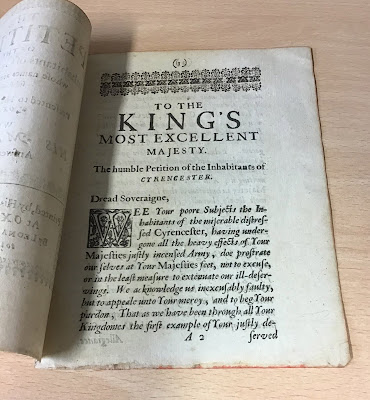 (1)
TO THE
KING'S
MOST EXCELLENT
MAJESTY.
The humble Petition of the Inhabitants of
CYRENCESTER.
Dread Soveraigne,
WEE Your poore Subjects the In-
habitants of the miserable distres-
sed Cyrencester, having under-
gone all the heavy effects of Your
Majesties justly incensed Army, doe prostrate
our selves at Your Majesties feet, not to excuse,
or in the least measure to extenuate our ill-deser-
vings. We acknowledge us inexcusably faulty,
but to appeale unto Your mercy, and to beg Your
pardon, That as we have been through all Your
Kingdomes the first example of Your justly de-
A 2 served